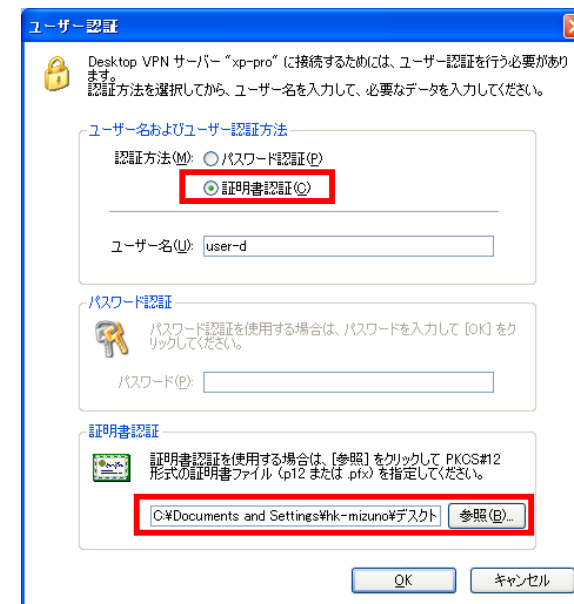 ユーザー認証
Desktop VPN サーバー "xp-pro" に接続するためには、ユーザー認証を行う必要があり
ます。
認証方法を選択してから、ユーザー名を入力して、必要なデータを入力してください。
ユーザー名およびユーザー認証方法
認証方法(M): パスワード認証(P)
証明書認証(C)
ユーザー名(U): user-d
パスワード認証
パスワード認証を使用する場合は、パスワードを入力して [OK] をク
リックしてください。
パスワード(P):
証明書認証
証明書認証を使用する場合は、[参照] をクリックして PKCS#12
形式の証明書ファイル (p12 または .pfx) を指定してください。
C:¥Documents and Settings¥hk-mizuno¥デスクト 参照(B)...
OK キャンセル